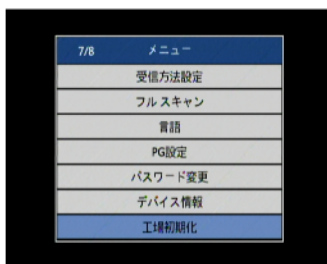 7/8 メニュー
受信方法設定
フルスキャン
言語
PG設定
パスワード変更
デバイス情報
工場初期化